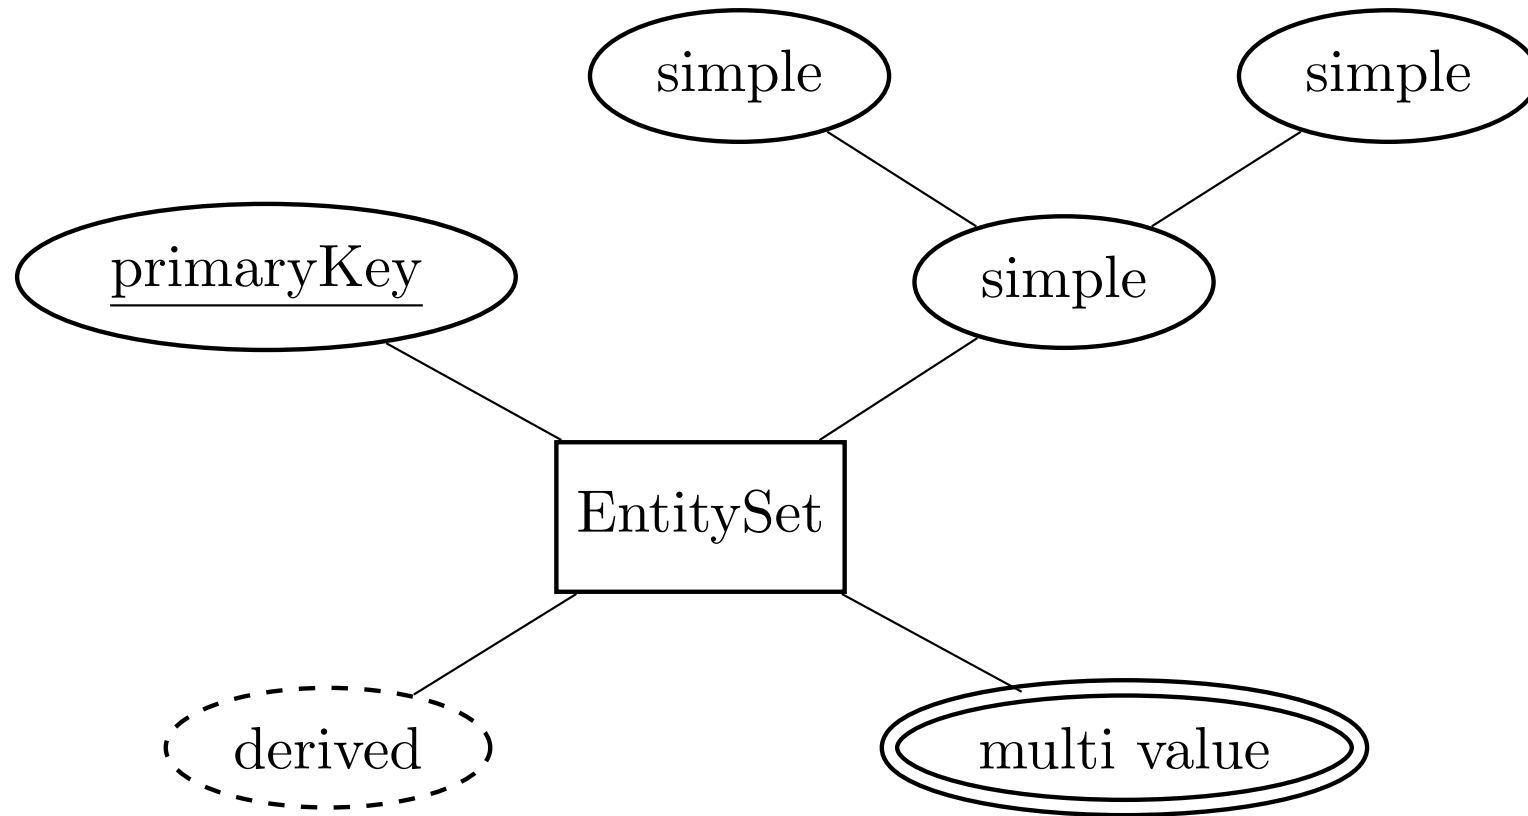 simple
simple
primaryKey
simple
EntitySet
derived
multi value